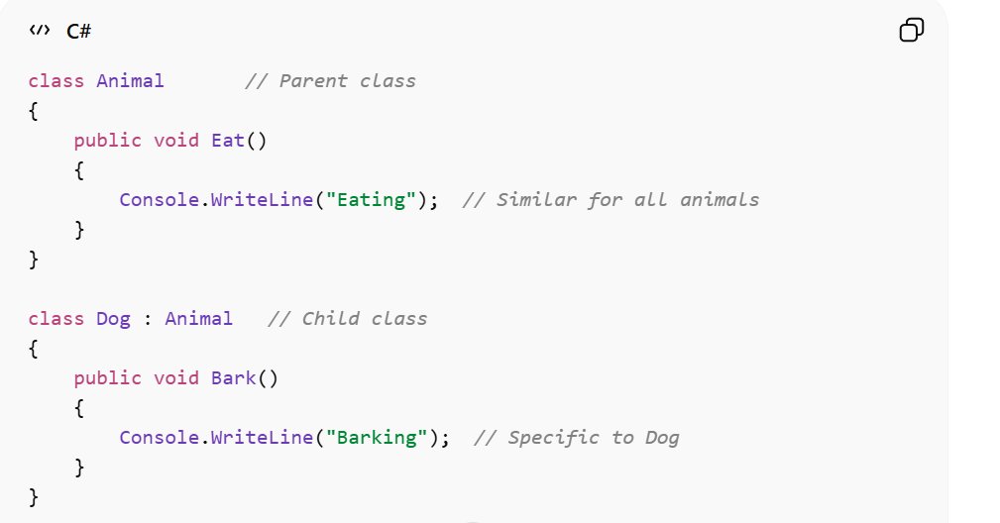 </> C#
class Animal       // Parent class
{
    public void Eat()
    {
        Console.WriteLine("Eating");  // Similar for all animals
    }
}
class Dog : Animal   // Child class
{
    public void Bark()
    {
        Console.WriteLine("Barking");  // Specific to Dog
    }
}